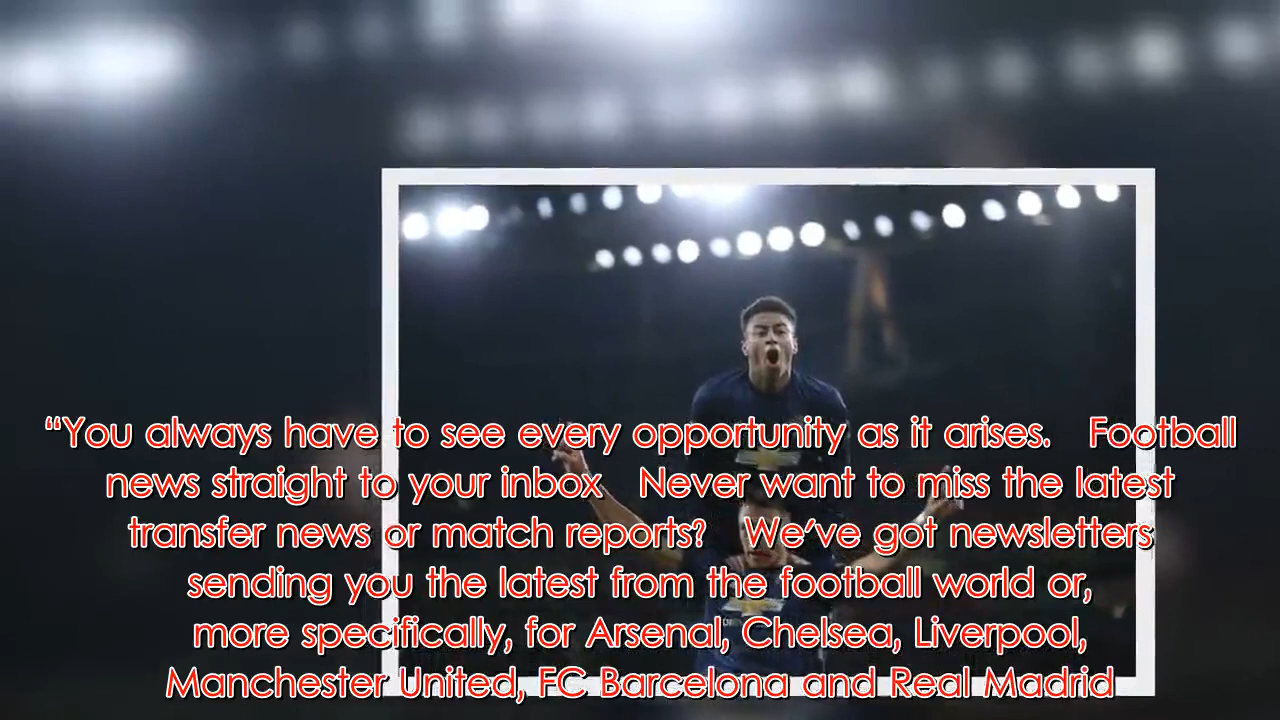 “You always have to see every opportunity as it arises. Football
news straight to your inbox Never want to miss the latest
transfer news or match reports? We’ve got newsletters
sending you the latest from the football world or,
more specifically, for Arsenal, Chelsea, Liverpool,
Manchester United, FC Barcelona and Real Madrid